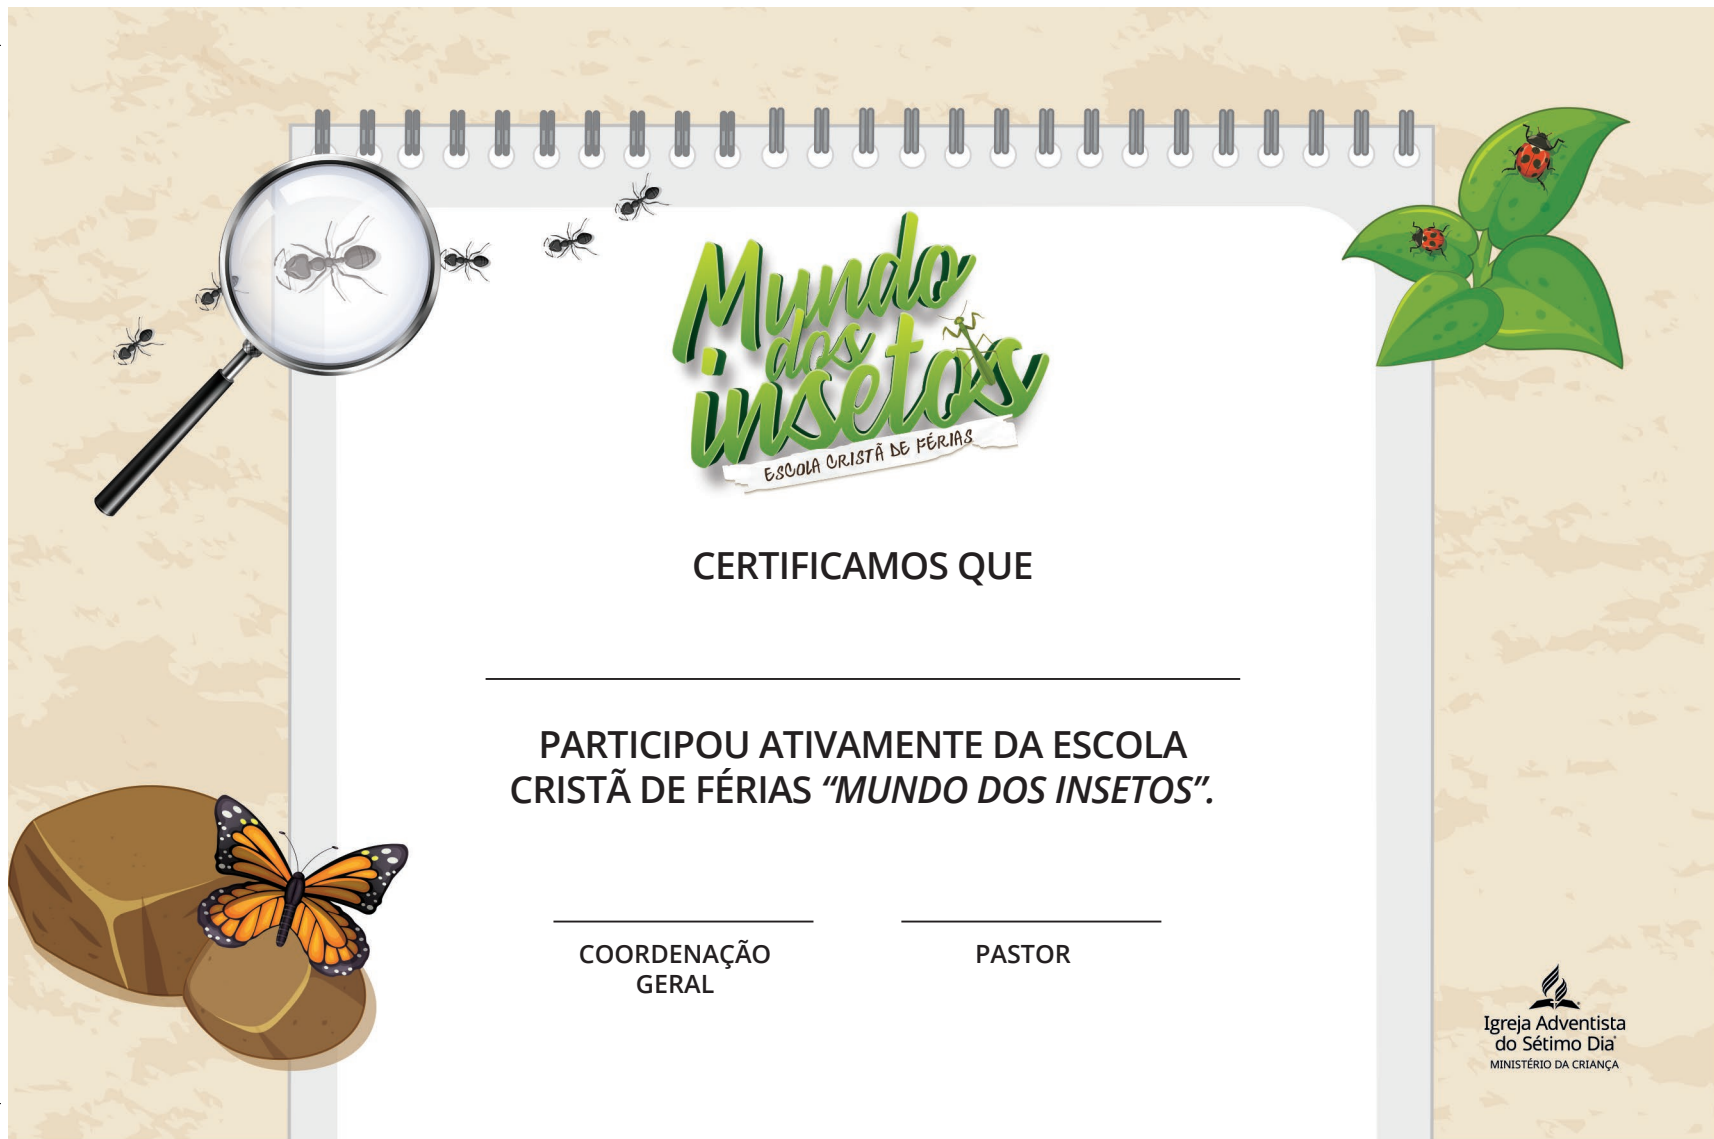 Mundo
dos
insetos
ESCOLA CRISTÃ DE FÉRIAS
CERTIFICAMOS QUE
PARTICIPOU ATIVAMENTE DA ESCOLA
CRISTÃ DE FÉRIAS “MUNDO DOS INSETOS”.
COORDENAÇÃO
GERAL
PASTOR
Igreja Adventista
do Sétimo Dia
MINISTÉRIO DA CRIANÇA